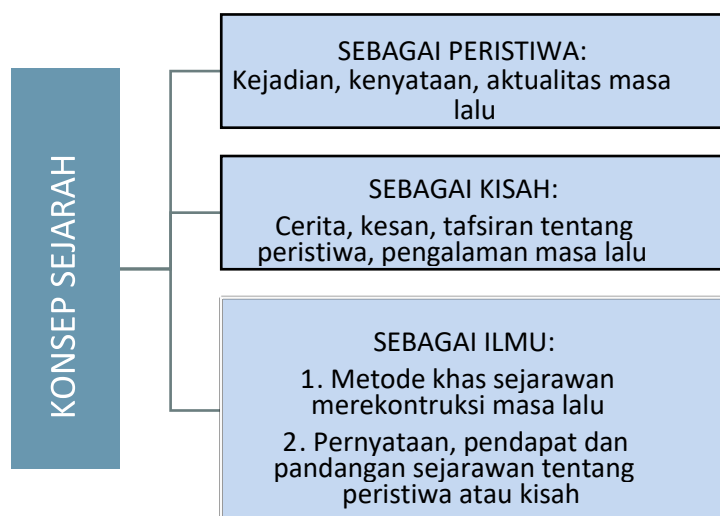 KONSEP SEJARAH
SEBAGAI PERISTIWA:
Kejadian, kenyataan, aktualitas masa
lalu
SEBAGAI KISAH:
Cerita, kesan, tafsiran tentang
peristiwa, pengalaman masa lalu
SEBAGAI ILMU:
1. Metode khas sejarawan
merekontruksi masa lalu
2. Pernyataan, pendapat dan
pandangan sejarawan tentang
peristiwa atau kisah